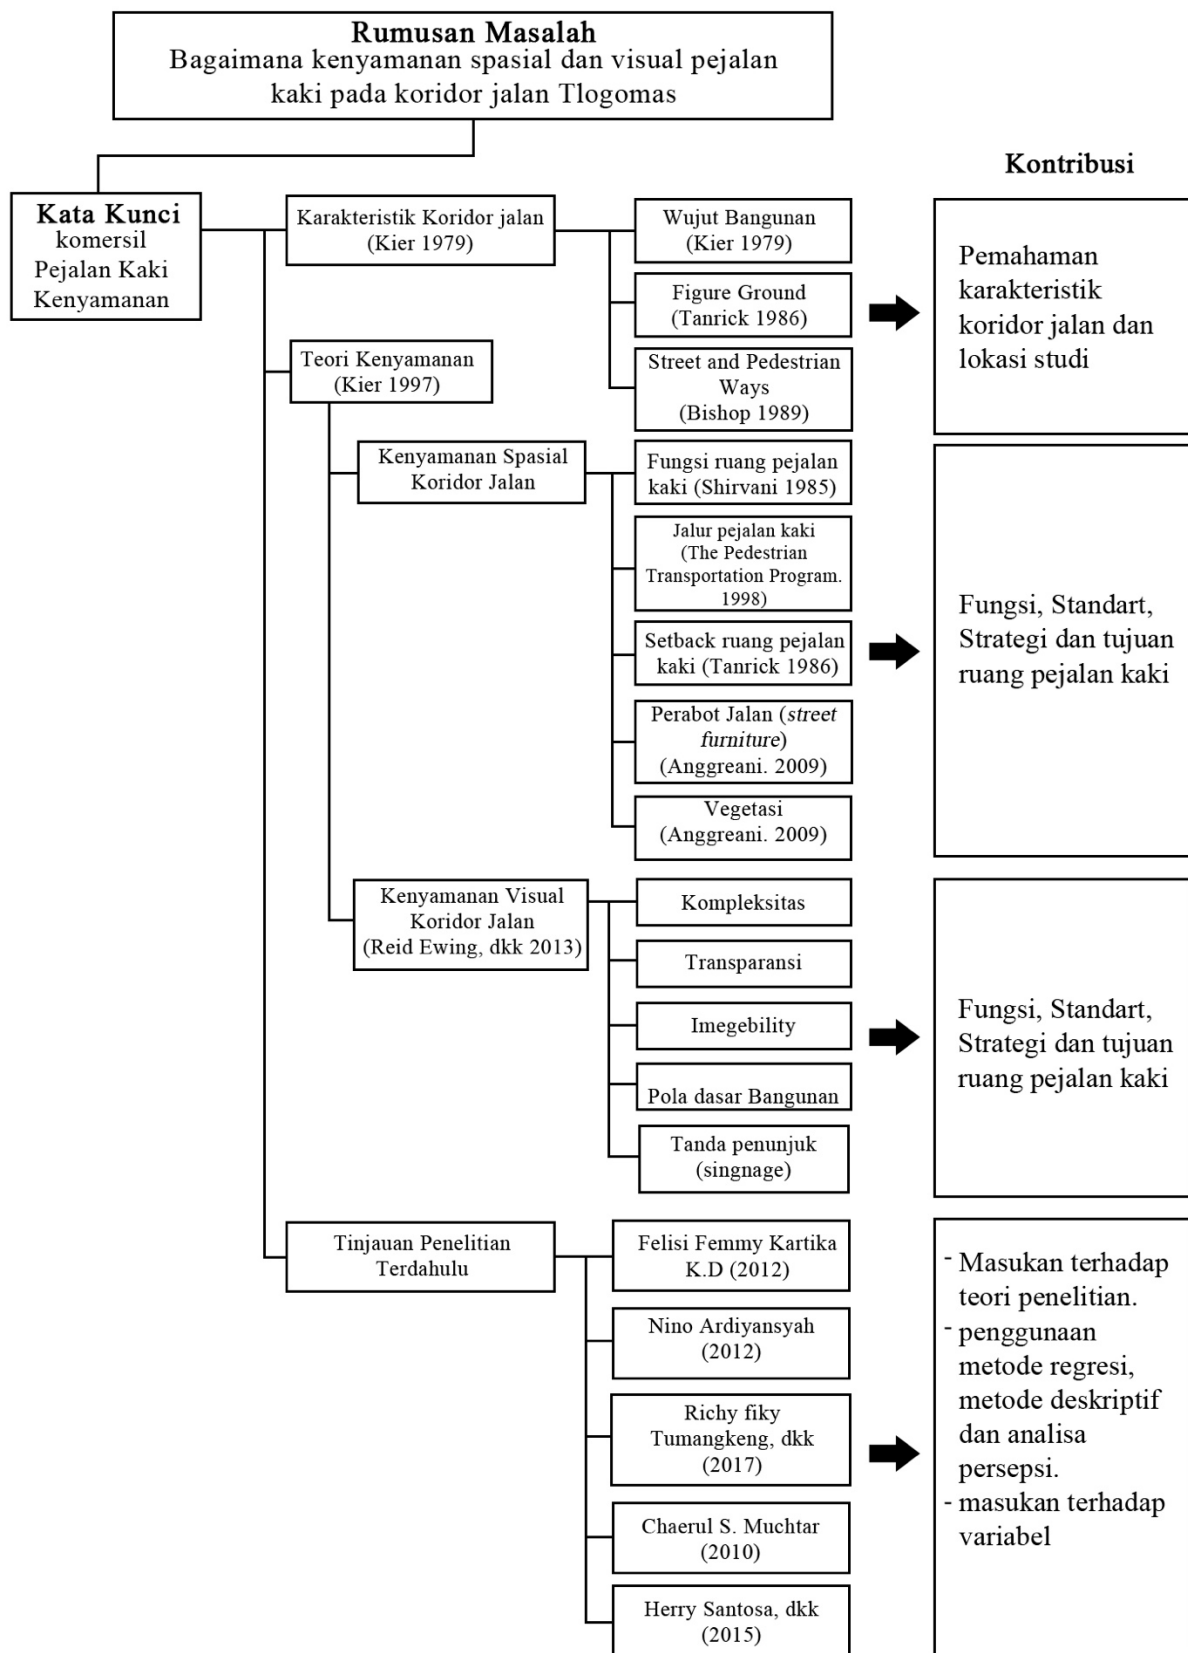 Rumusan Masalah
Bagaimana kenyamanan spasial dan visual pejalan
kaki pada koridor jalan Tlogomas
Kontribusi
Kata Kunci
komersil
Pejalan Kaki
Kenyamanan
Karakteristik Koridor jalan
(Kier 1979)
Wujut Bangunan
(Kier 1979)
Figure Ground
(Tanrick 1986)
Street and Pedestrian
Ways
(Bishop 1989)
Pemahaman
karakteristik
koridor jalan dan
lokasi studi
Teori Kenyamanan
(Kier 1997)
Kenyamanan Spasial
Koridor Jalan
Fungsi ruang pejalan
kaki (Shirvani 1985)
Jalur pejalan kaki
(The Pedestrian
Transportation Program.
1998)
Setback ruang pejalan
kaki (Tanrick 1986)
Perabot Jalan (street
furniture)
(Anggreani. 2009)
Vegetasi
(Anggreani. 2009)
Fungsi, Standart,
Strategi dan tujuan
ruang pejalan kaki
Kenyamanan Visual
Koridor Jalan
(Reid Ewing, dkk 2013)
Kompleksitas
Transparansi
Imegebility
Pola dasar Bangunan
Tanda penunjuk
(singnage)
Fungsi, Standart,
Strategi dan tujuan
ruang pejalan kaki
Tinjauan Penelitian
Terdahulu
Felisi Femmy Kartika
K.D (2012)
Nino Ardiyansyah
(2012)
Richy fiky
Tumangkeng, dkk
(2017)
Chaerul S. Muchtar
(2010)
Herry Santosa, dkk
(2015)
- Masukan terhadap
teori penelitian.
- penggunaan
metode regresi,
metode deskriptif
dan analisa
persepsi.
- masukan terhadap
variabel